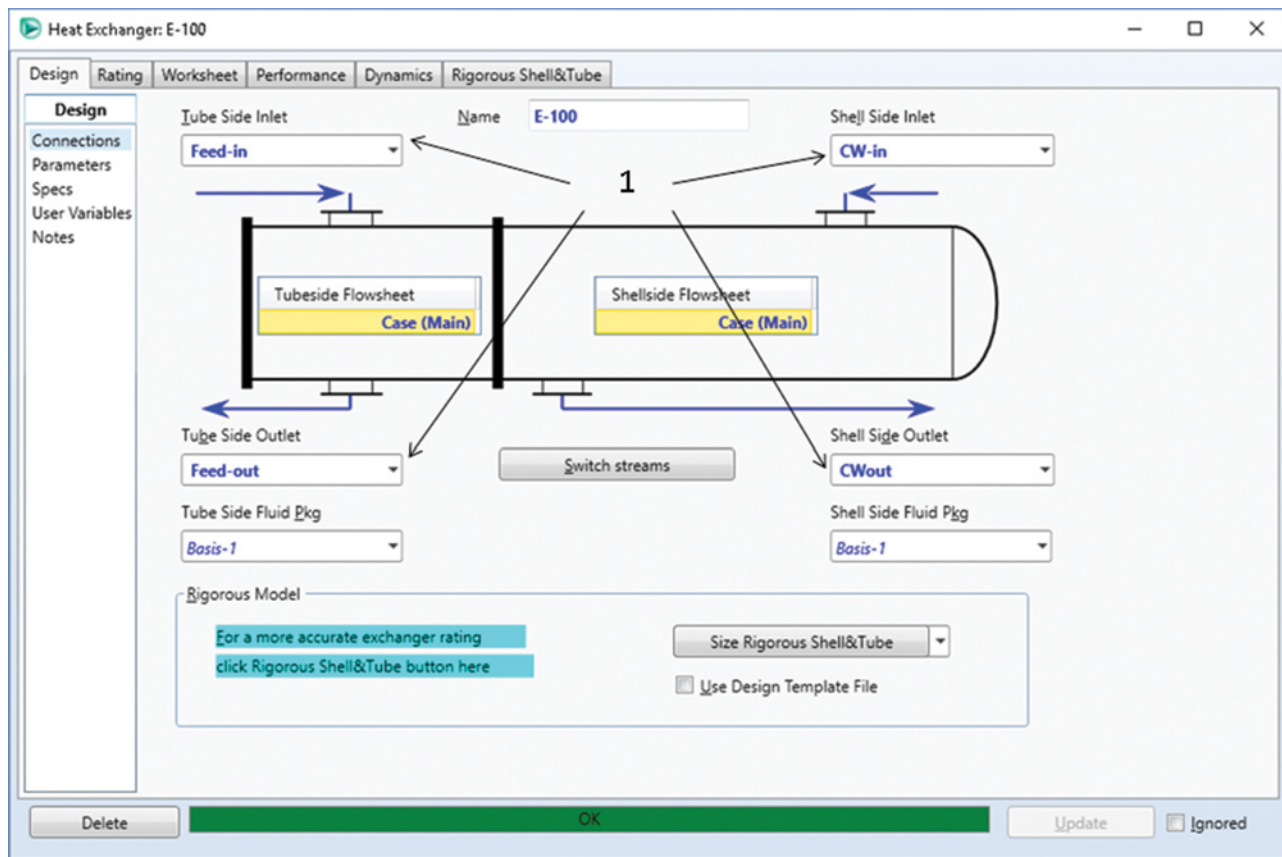 Heat Exchanger: E-100
Design Rating Worksheet Performance Dynamics Rigorous Shell&Tube
Design
Connections
Parameters
Specs
User Variables
Notes
Tube Side Inlet
Feed-in
Name E-100
Shell Side Inlet
CW-in
1
Tubeside Flowsheet
Case (Main)
Shellside Flowsheet
Case (Main)
Tube Side Outlet
Feed-out
Switch streams
Shell Side Outlet
CWout
Tube Side Fluid Pkg
Basis-1
Shell Side Fluid Pkg
Basis-1
Rigorous Model
For a more accurate exchanger rating
click Rigorous Shell&Tube button here
Size Rigorous Shell&Tube
Use Design Template File
Delete
OK
Update
Ignored